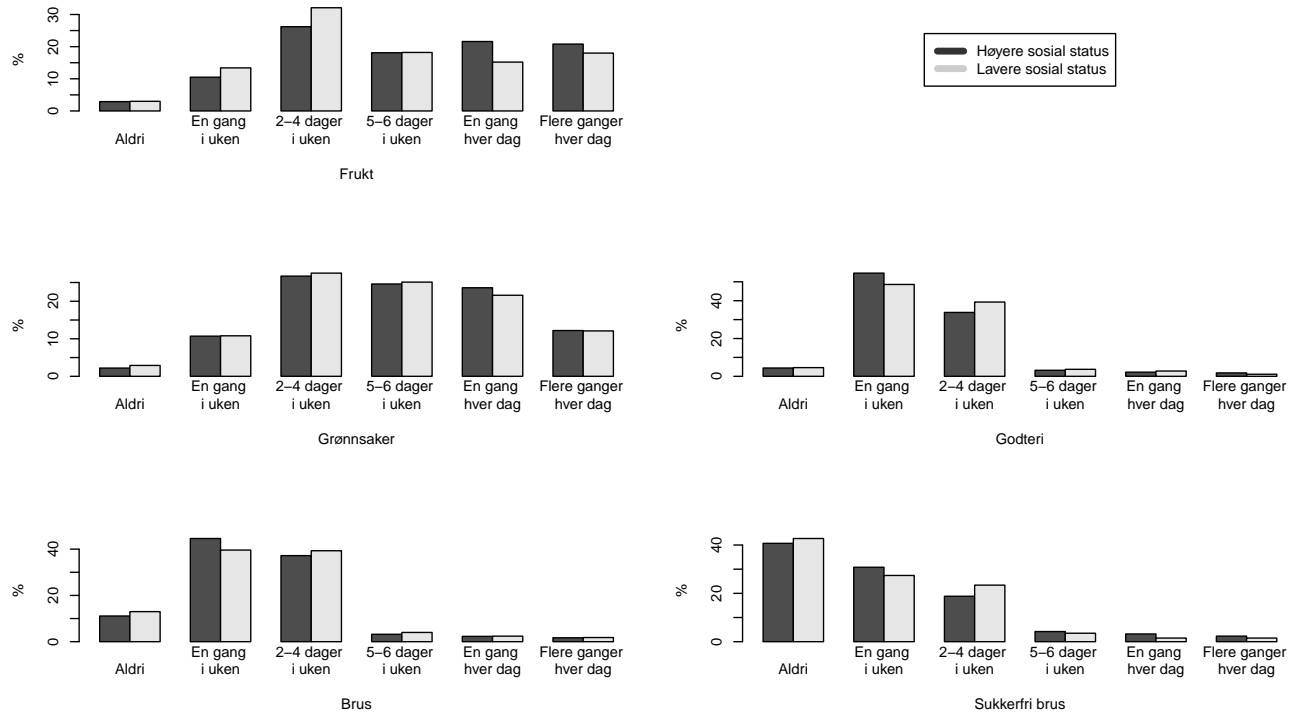 %
0
10
20
30
Aldri
En gang
i uken
2–4 dager
i uken
5–6 dager
i uken
En gang
hver dag
Flere ganger
hver dag
Frukt
Høyere sosial status
Lavere sosial status
%
0
10
20
Aldri
En gang
i uken
2–4 dager
i uken
5–6 dager
i uken
En gang
hver dag
Flere ganger
hver dag
Grønnsaker
%
0
20
40
Aldri
En gang
i uken
2–4 dager
i uken
5–6 dager
i uken
En gang
hver dag
Flere ganger
hver dag
Godteri
%
0
20
40
Aldri
En gang
i uken
2–4 dager
i uken
5–6 dager
i uken
En gang
hver dag
Flere ganger
hver dag
Brus
%
0
20
40
Aldri
En gang
i uken
2–4 dager
i uken
5–6 dager
i uken
En gang
hver dag
Flere ganger
hver dag
Sukkerfri brus